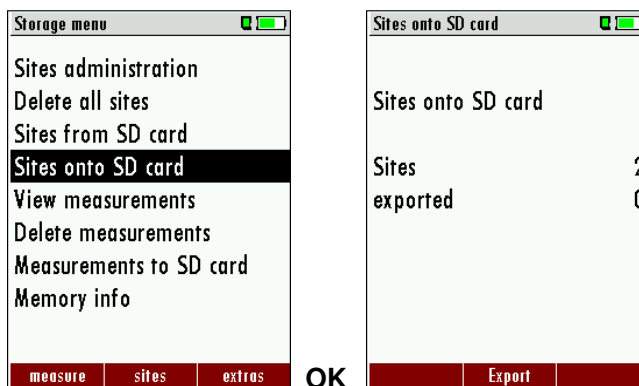 Storage menu
Sites administration
Delete all sites
Sites from SD card
Sites onto SD card
View measurements
Delete measurements
Measurements to SD card
Memory info
measure sites extras
OK
Sites onto SD card
Sites onto SD card
Sites
exported
Export